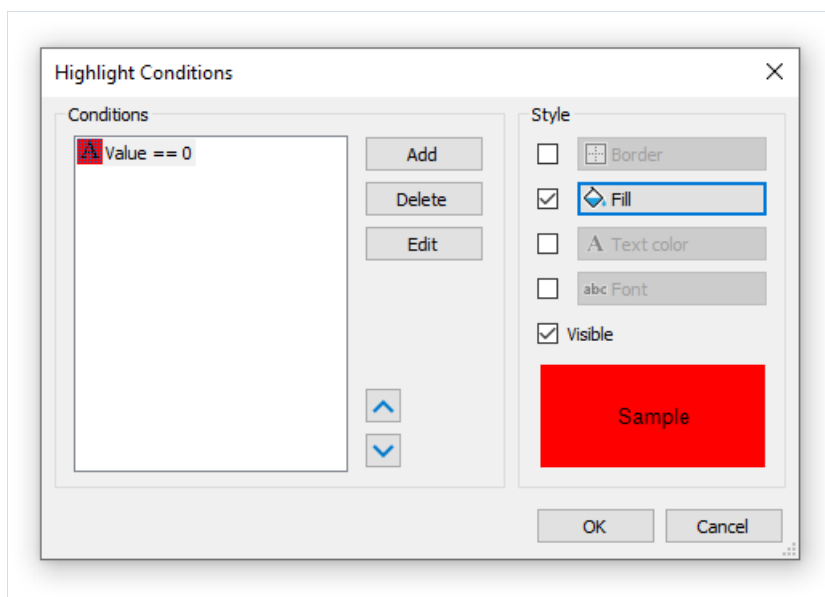 Highlight Conditions
Conditions
A Value == 0
Add
Delete
Edit
Style
Border
Fill
A Text color
abc Font
Visible
Sample
OK
Cancel